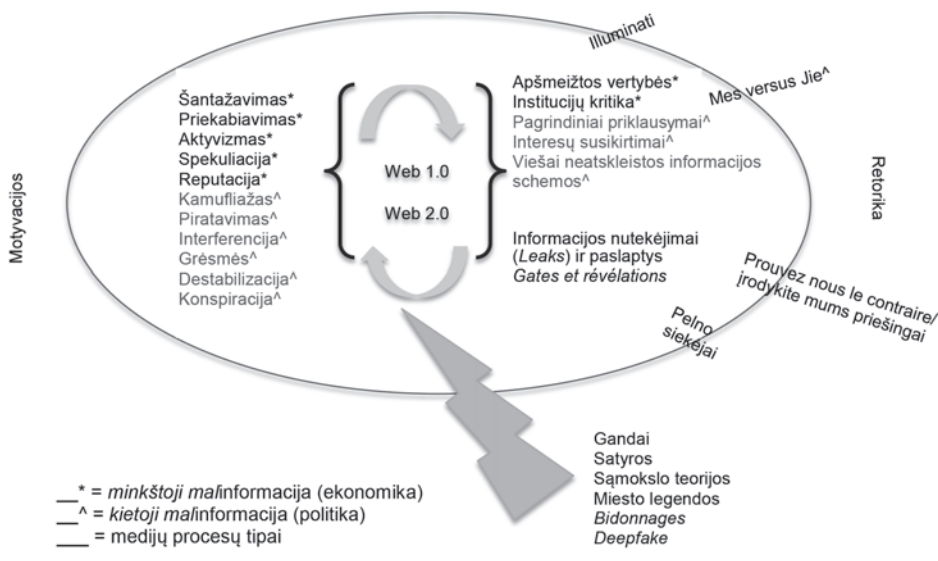 Illuminati
Mes versus Jie^
Motyvacijos
Šantažavimas*
Priekabiavimas*
Aktyvizmas*
Spekuliacija*
Reputacija*
Kamufliažas^
Piratavimas^
Interferencija^
Grėsmės^
Destabilizacija^
Konspiracija^
Web 1.0
Web 2.0
Apšmeižtos vertybės*
Institucijų kritika*
Pagrindiniai priklausymai^
Interesų susikirtimai^
Viešai neatskleistos informacijos
schemos^
Informacijos nutekėjimai
(Leaks) ir paslaptys
Gates et révélations
Retorika
Prouvez nous le contraire/
įrodykite mums priešingai
Pelno
siekėjai
Gandai
Satyros
Sąmokslo teorijos
Miesto legendos
Bidonnages
Deepfake
__* = minkštoji malinformacija (ekonomika)
__^ = kietoji malinformacija (politika)
___ = medijų procesų tipai